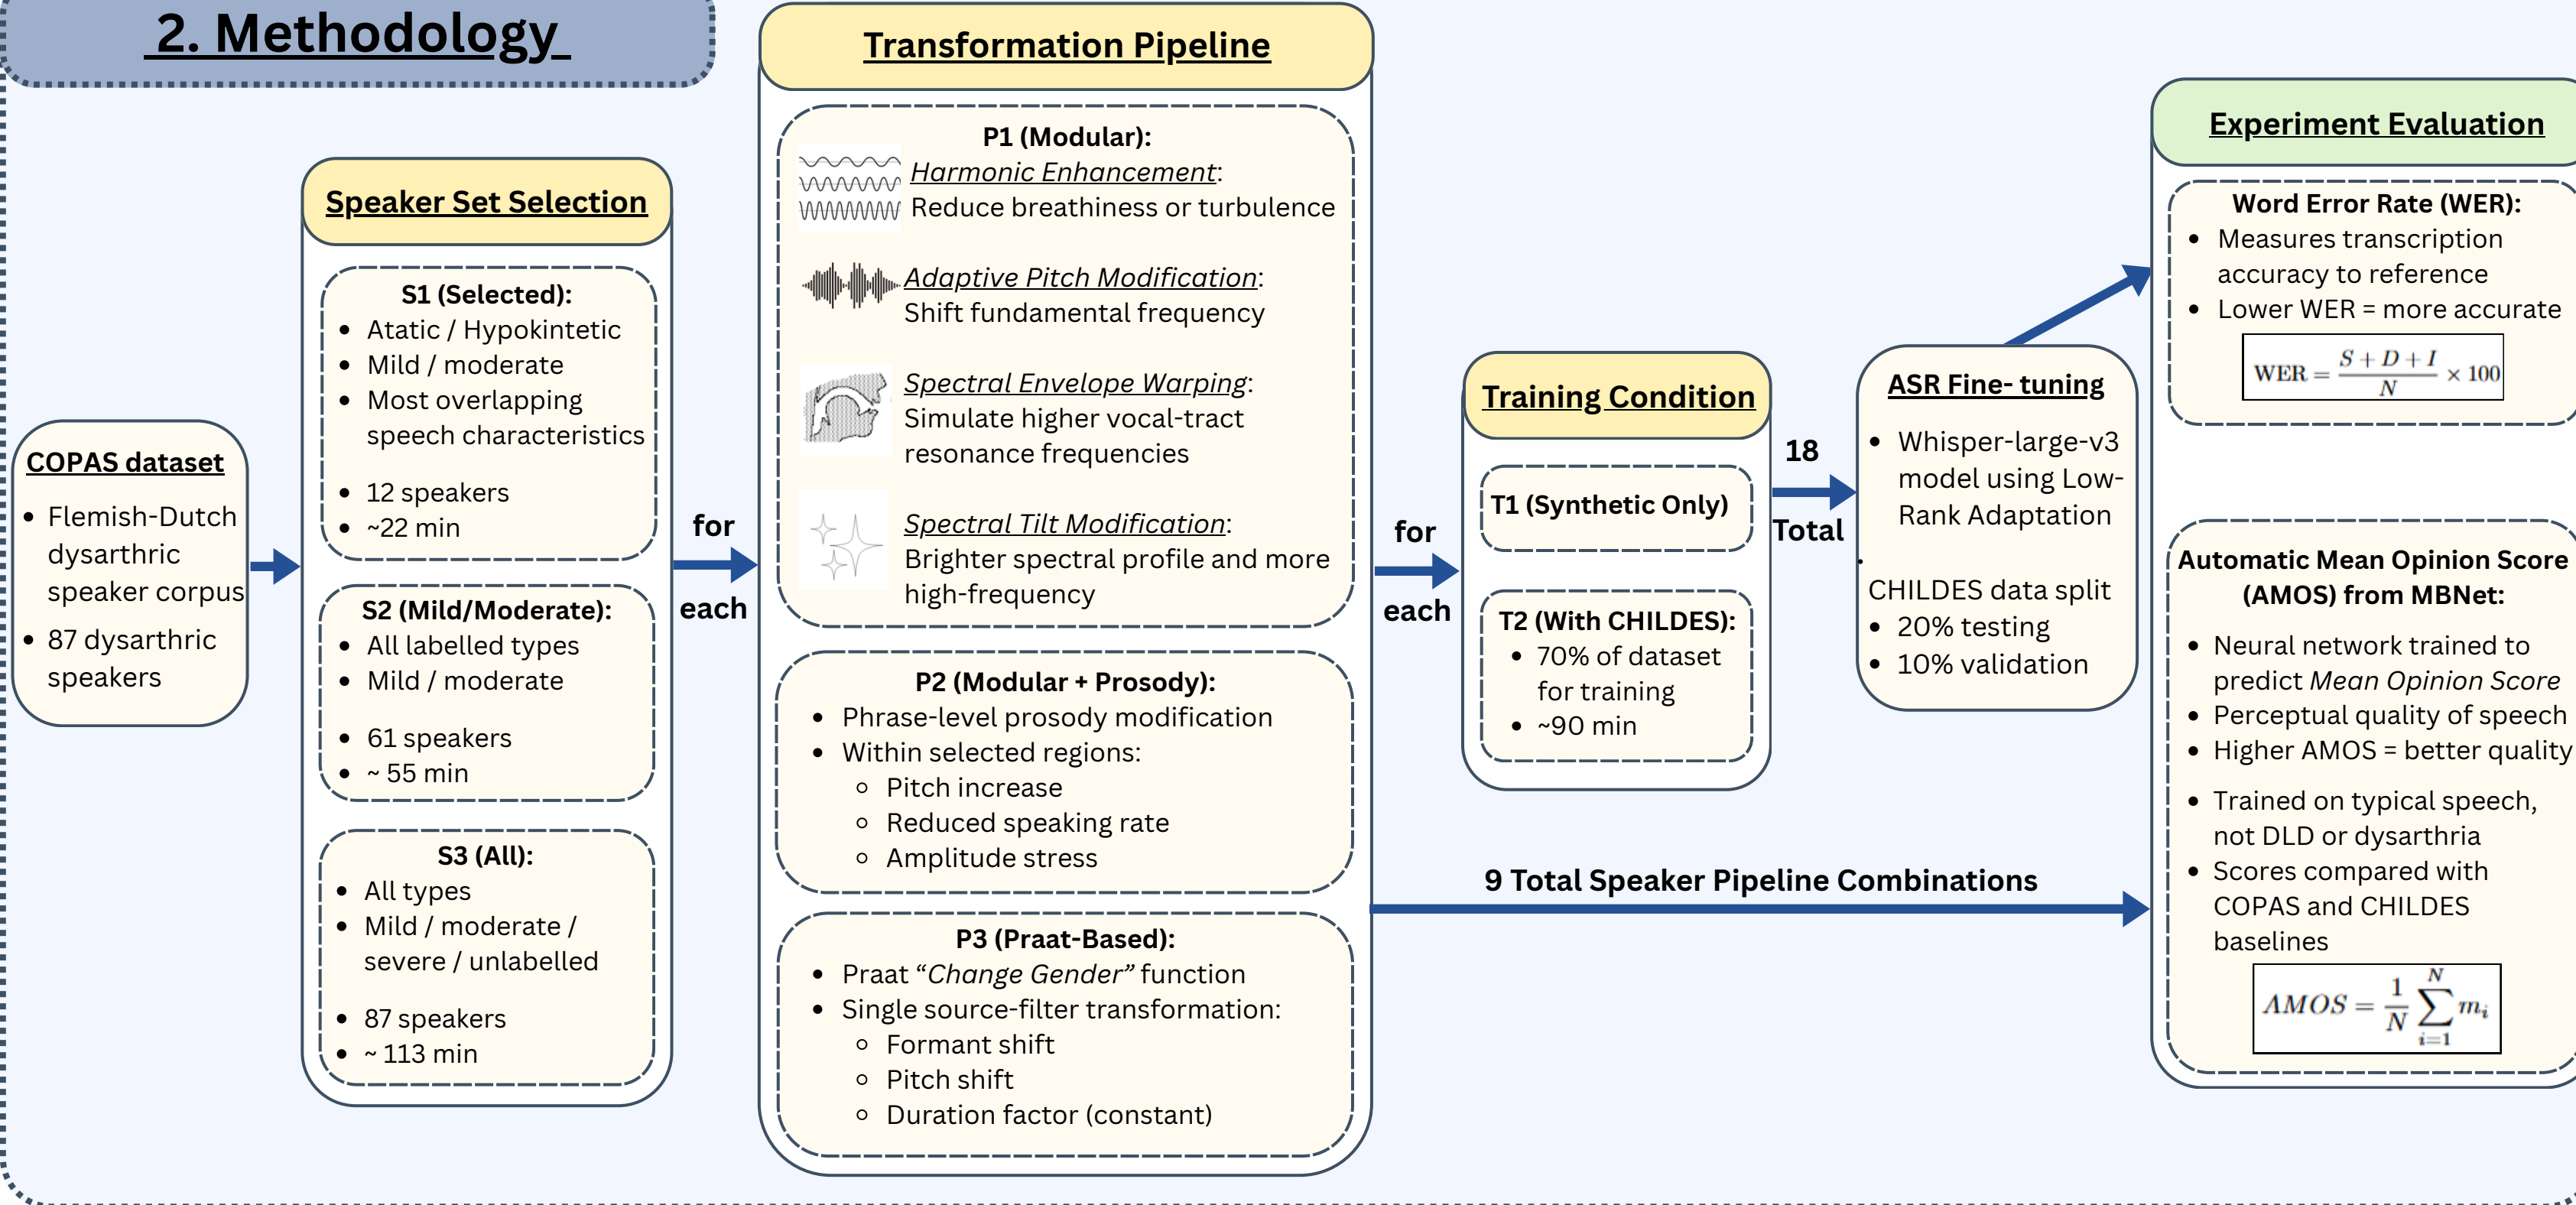 2. Methodology
COPAS dataset
• Flemish-Dutch
dysarthric
speaker corpus
• 87 dysarthric
speakers
Speaker Set Selection
S1 (Selected):
• Atatic / Hypokintetic
• Mild / moderate
• Most overlapping
speech characteristics
• 12 speakers
• ~22 min
S2 (Mild/Moderate):
• All labelled types
• Mild / moderate
• 61 speakers
• ~ 55 min
S3 (All):
• All types
• Mild / moderate /
severe / unlabelled
• 87 speakers
• ~ 113 min
for
each
Transformation Pipeline
P1 (Modular):
Harmonic Enhancement:
Reduce breathiness or turbulence
Adaptive Pitch Modification:
Shift fundamental frequency
Spectral Envelope Warping:
Simulate higher vocal-tract
resonance frequencies
Spectral Tilt Modification:
Brighter spectral profile and more
high-frequency
P2 (Modular + Prosody):
• Phrase-level prosody modification
• Within selected regions:
◦ Pitch increase
◦ Reduced speaking rate
◦ Amplitude stress
P3 (Praat-Based):
• Praat “Change Gender” function
• Single source-filter transformation:
◦ Formant shift
◦ Pitch shift
◦ Duration factor (constant)
for
each
Training Condition
T1 (Synthetic Only)
T2 (With CHILDES):
• 70% of dataset
for training
• ~90 min
18
Total
9 Total Speaker Pipeline Combinations
ASR Fine- tuning
• Whisper-large-v3
model using Low-
Rank Adaptation
•
CHILDES data split
• 20% testing
• 10% validation
Experiment Evaluation
Word Error Rate (WER):
• Measures transcription
accuracy to reference
• Lower WER = more accurate
WER = (S + D + I) / N × 100
Automatic Mean Opinion Score
(AMOS) from MBNet:
• Neural network trained to
predict Mean Opinion Score
• Perceptual quality of speech
• Higher AMOS = better quality
• Trained on typical speech,
not DLD or dysarthria
• Scores compared with
COPAS and CHILDES
baselines
AMOS = 1/N ∑_{i=1}^{N} m_i